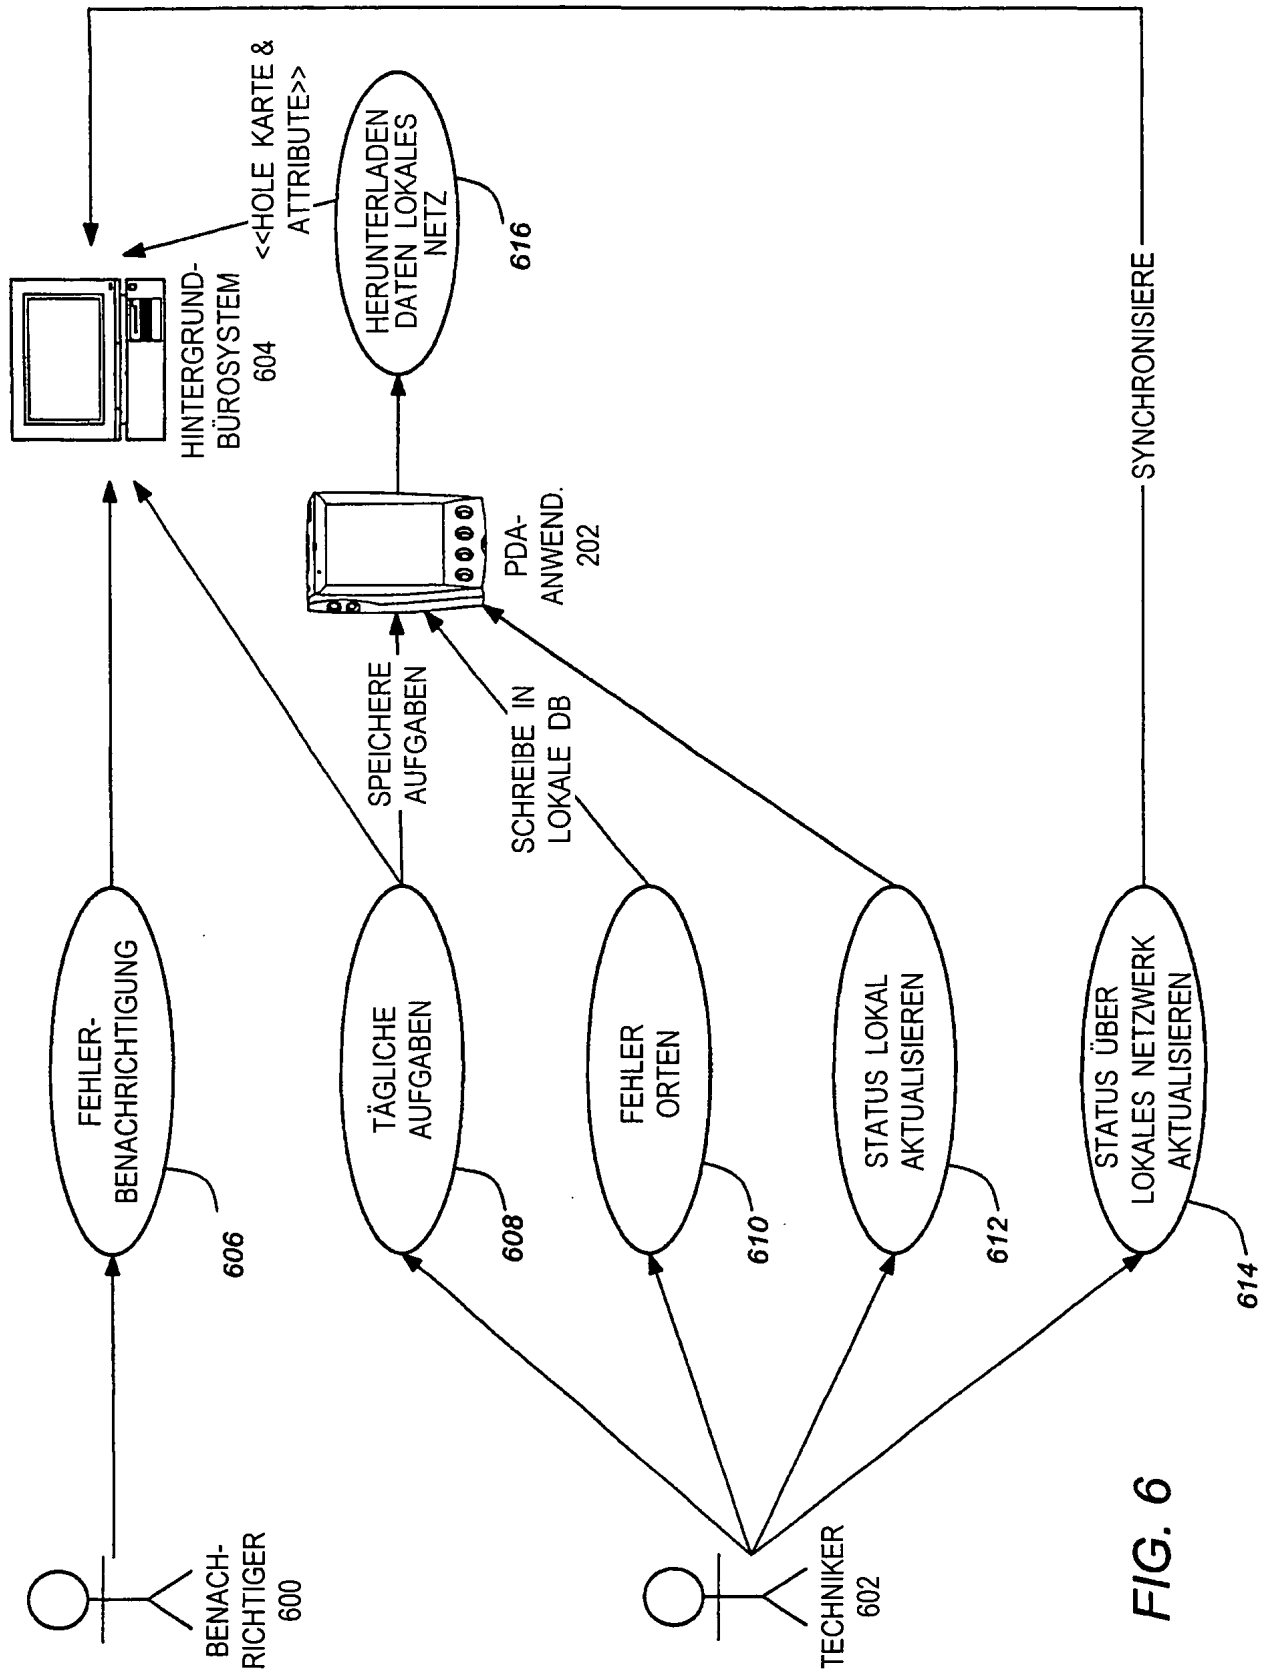 BENACH-
RICHTIGER
600
FEHLER-
BENACHRICHTIGUNG
606
HINTERGRUND-
BÜROSYSTEM
604
<<HOLE KARTE &
ATTRIBUTE>>
TÄGLICHE
AUFGABEN
608
SPEICHERE
AUFGABEN
PDA-
ANWEND.
202
HERUNTERLADEN
DATEN LOKALES
NETZ
616
TECHNIKER
602
FEHLER
ORTEN
610
SCHREIBE IN
LOKALE DB
STATUS LOKAL
AKTUALISIEREN
612
STATUS ÜBER
LOKALES NETZWERK
AKTUALISIEREN
614
SYNCHRONISIERE
FIG. 6